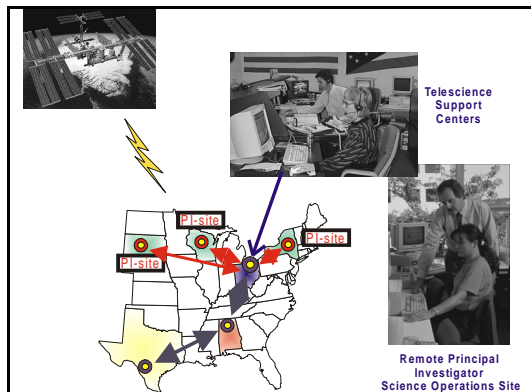 Telescience
Support
Centers
PI-site
PI-site
PI-site
Remote Principal
Investigator
Science Operations Site